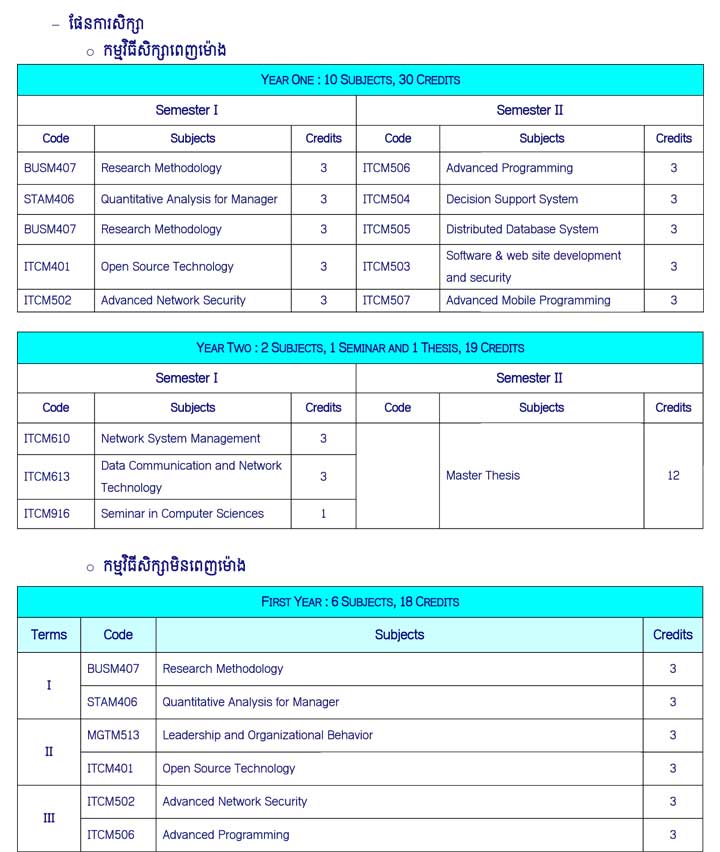 – ផែនការសិក្សា
o កម្មវិធីសិក្សាពេញម៉ោង
YEAR ONE : 10 SUBJECTS, 30 CREDITS
Semester I Semester II
Code Subjects Credits Code Subjects Credits
BUSM407 Research Methodology 3 ITCM506 Advanced Programming 3
STAM406 Quantitative Analysis for Manager 3 ITCM504 Decision Support System 3
BUSM407 Research Methodology 3 ITCM505 Distributed Database System 3
ITCM401 Open Source Technology 3 ITCM503 Software & web site development
and security 3
ITCM502 Advanced Network Security 3 ITCM507 Advanced Mobile Programming 3
YEAR TWO : 2 SUBJECTS, 1 SEMINAR AND 1 THESIS, 19 CREDITS
Semester I Semester II
Code Subjects Credits Code Subjects Credits
ITCM610 Network System Management 3
ITCM613 Data Communication and Network
Technology 3 Master Thesis 12
ITCM916 Seminar in Computer Sciences 1
o កម្មវិធីសិក្សាមិនពេញម៉ោង
FIRST YEAR : 6 SUBJECTS, 18 CREDITS
Terms Code Subjects Credits
I BUSM407 Research Methodology 3
STAM406 Quantitative Analysis for Manager 3
II MGTM513 Leadership and Organizational Behavior 3
ITCM401 Open Source Technology 3
III ITCM502 Advanced Network Security 3
ITCM506 Advanced Programming 3